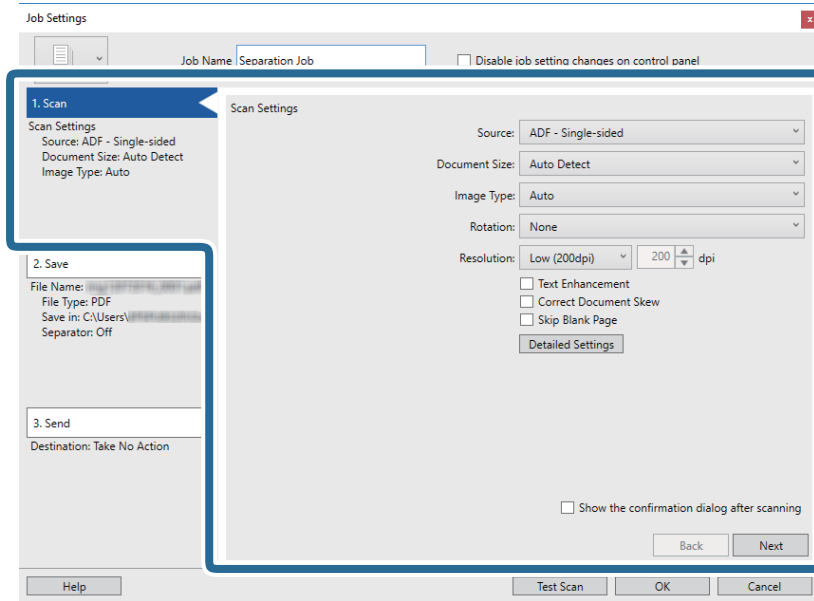 Job Settings
x
Job Name Separation Job
Disable job setting changes on control panel
1. Scan
Scan Settings
Source: ADF - Single-sided
Document Size: Auto Detect
Image Type: Auto
2. Save
File Name:
File Type: PDF
Save in: C:\Users\
Separator: Off
3. Send
Destination: Take No Action
Scan Settings
Source: ADF - Single-sided
Document Size: Auto Detect
Image Type: Auto
Rotation: None
Resolution: Low (200dpi) 200 dpi
Text Enhancement
Correct Document Skew
Skip Blank Page
Detailed Settings
Show the confirmation dialog after scanning
Back Next
Help Test Scan OK Cancel